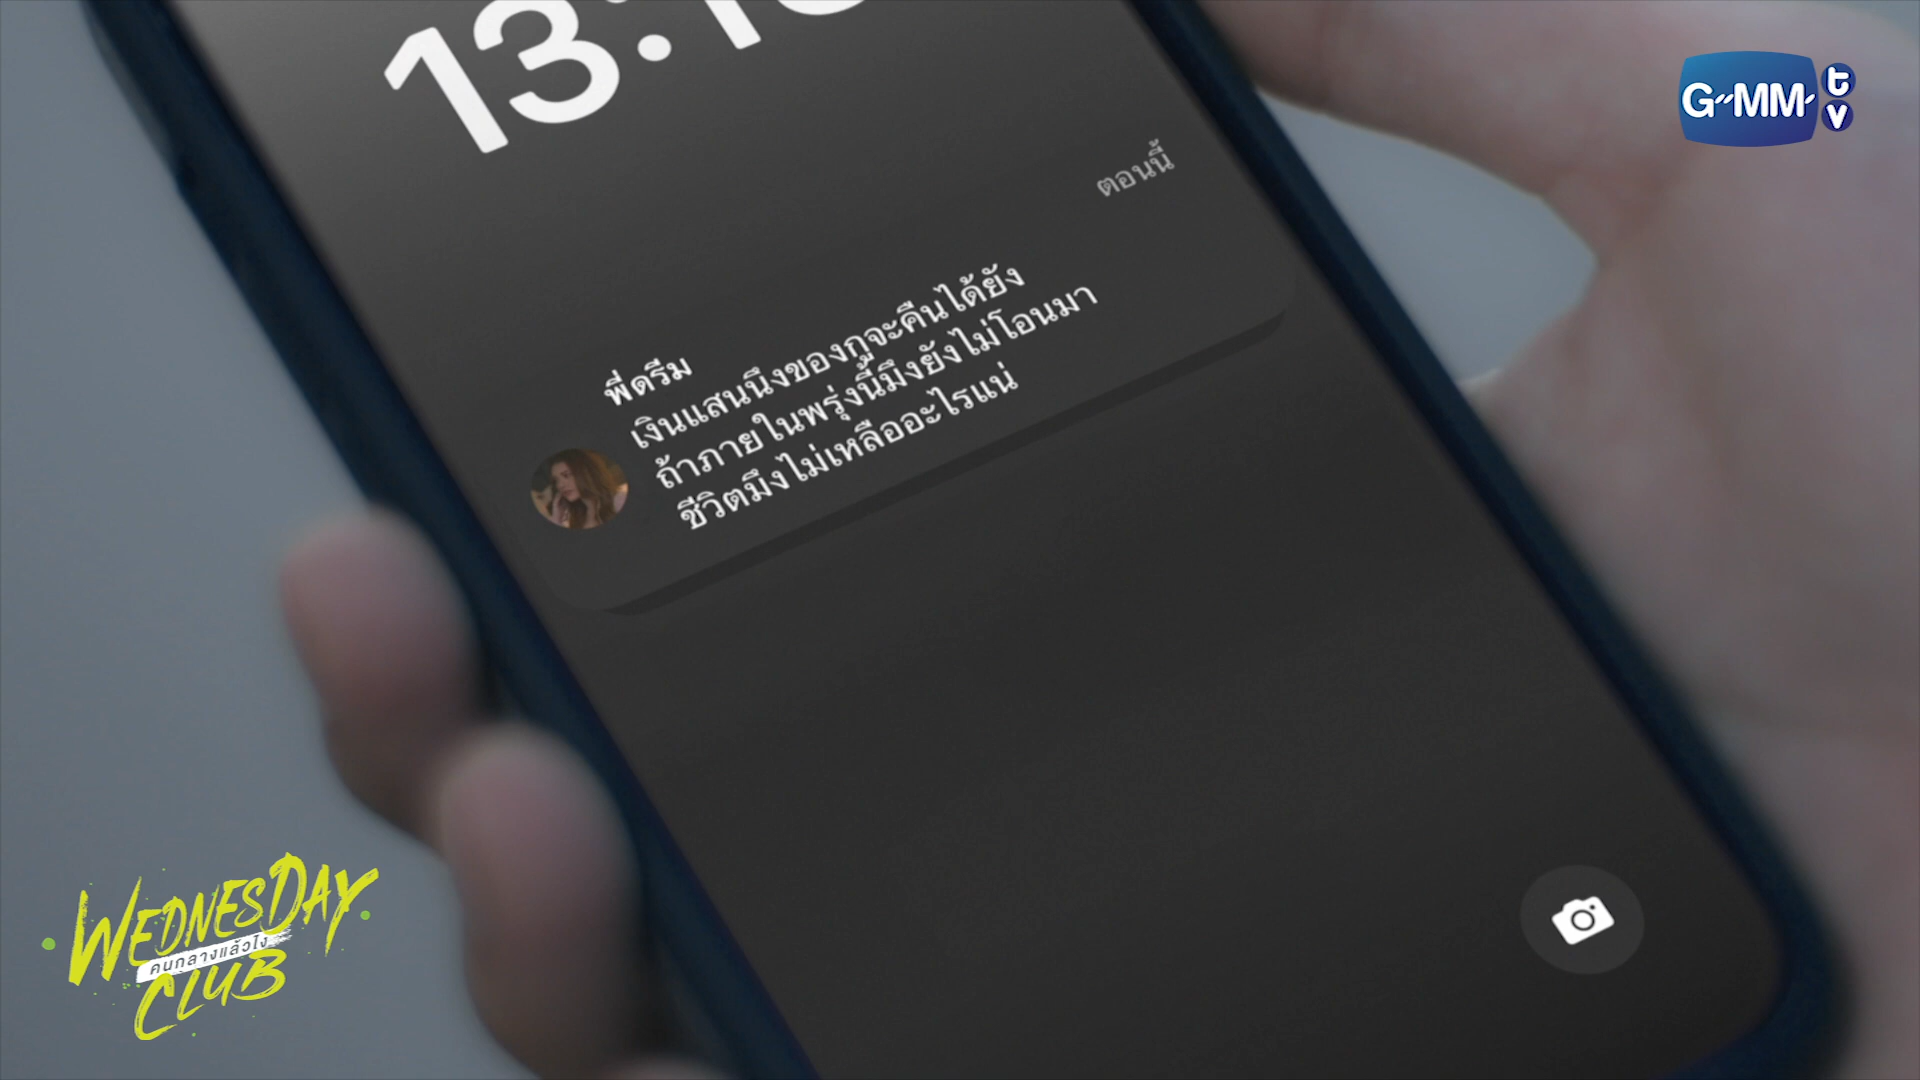 G-MM-tv
ตอนนี้
พี่ดรีม
เงินแสนนึงของกูจะคืนได้ยัง
ถ้าภายในพรุ่งนี้มึงยังไม่โอนมา
ชีวิตมึงไม่เหลืออะไรแน่
WEDNESDAY
คนกลางแล้วไง
CLUB